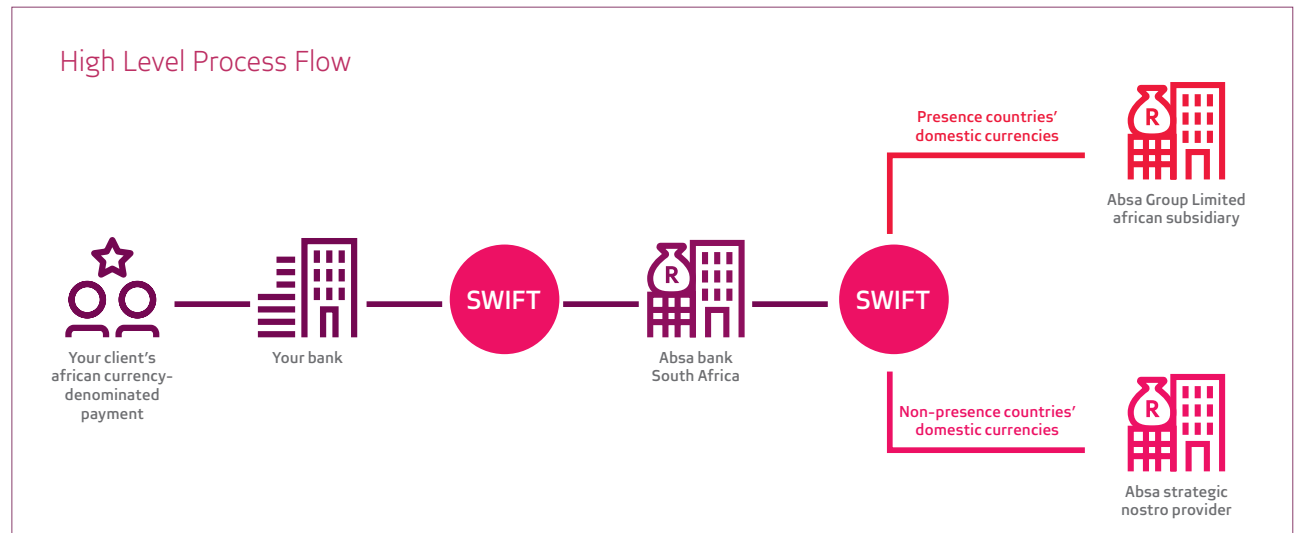 High Level Process Flow
Presence countries'
domestic currencies
R
Absa Group Limited
african subsidiary
Your client's
african currency-
denominated
payment
Your bank
SWIFT
R
Absa bank
South Africa
SWIFT
Non-presence countries'
domestic currencies
R
Absa strategic
nostro provider